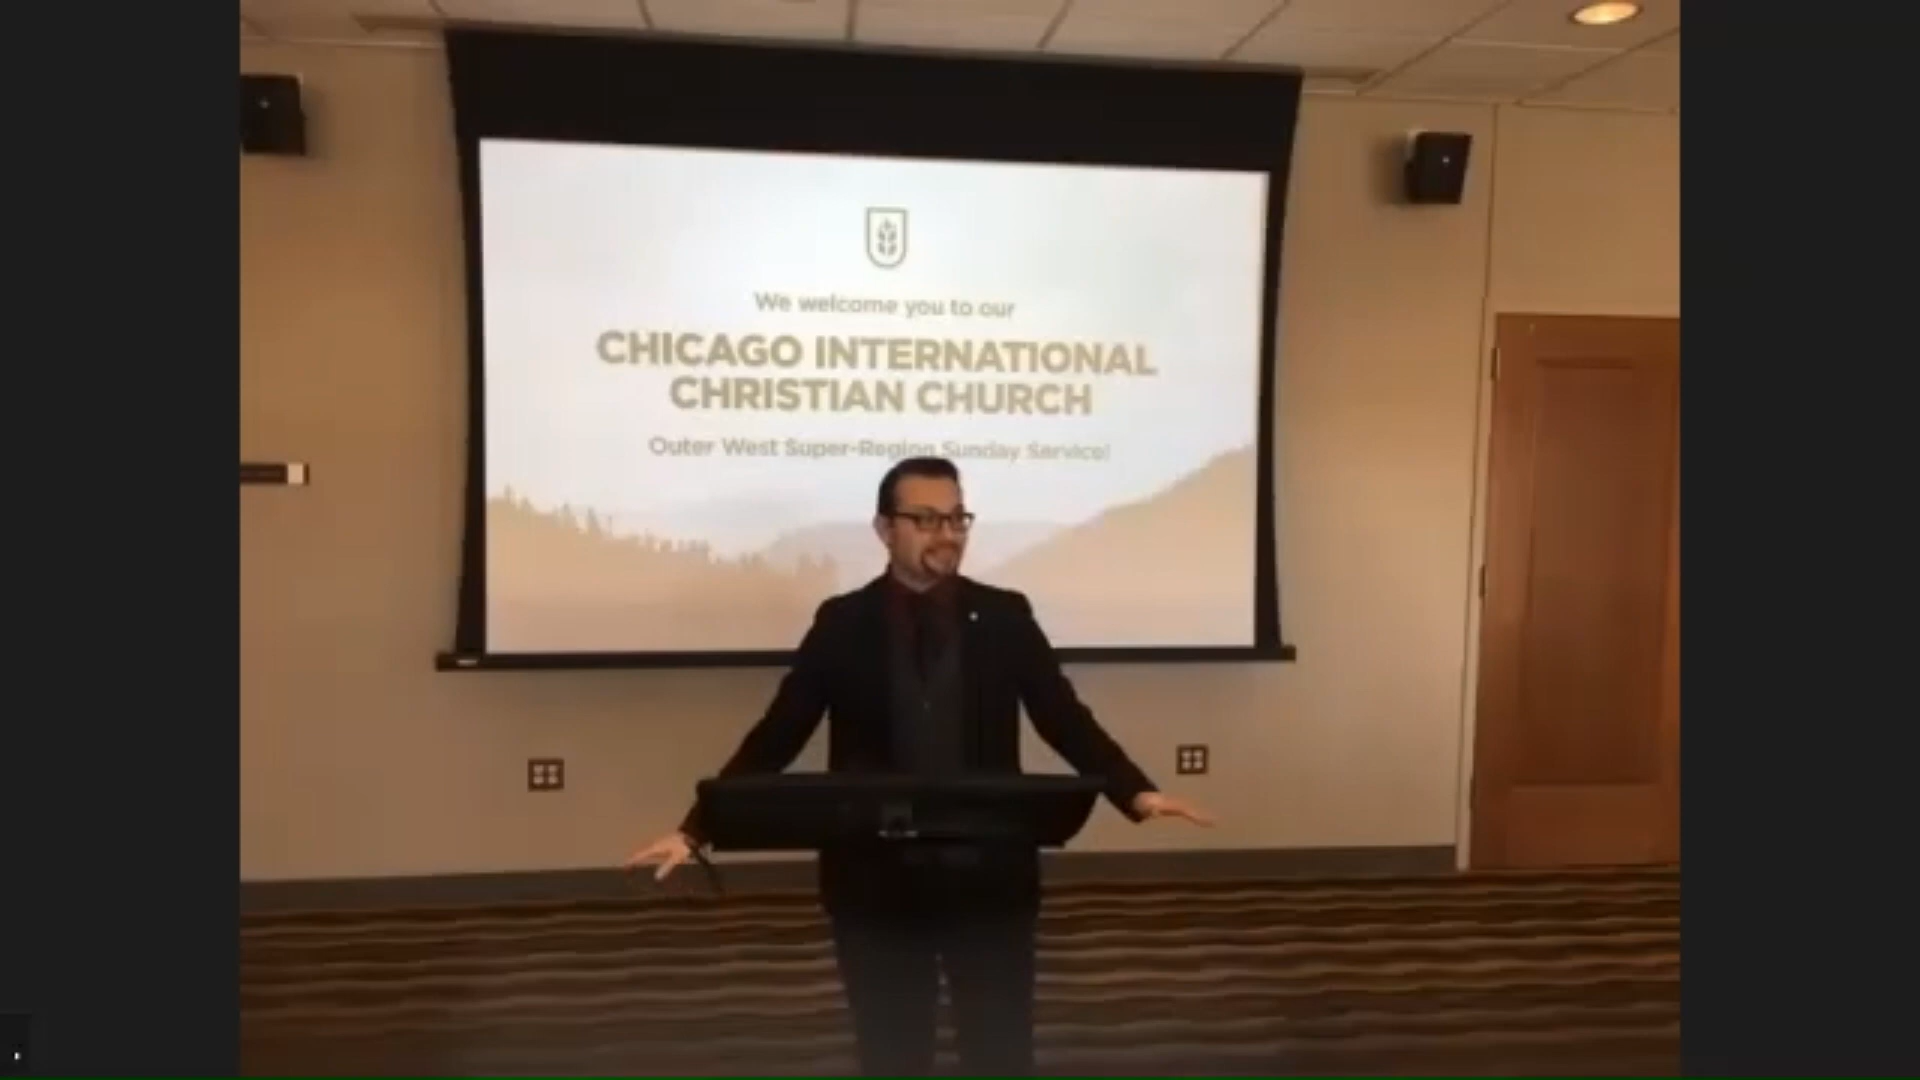 We welcome you to our
CHICAGO INTERNATIONAL
CHRISTIAN CHURCH
Outer West Super-Region Sunday Service!